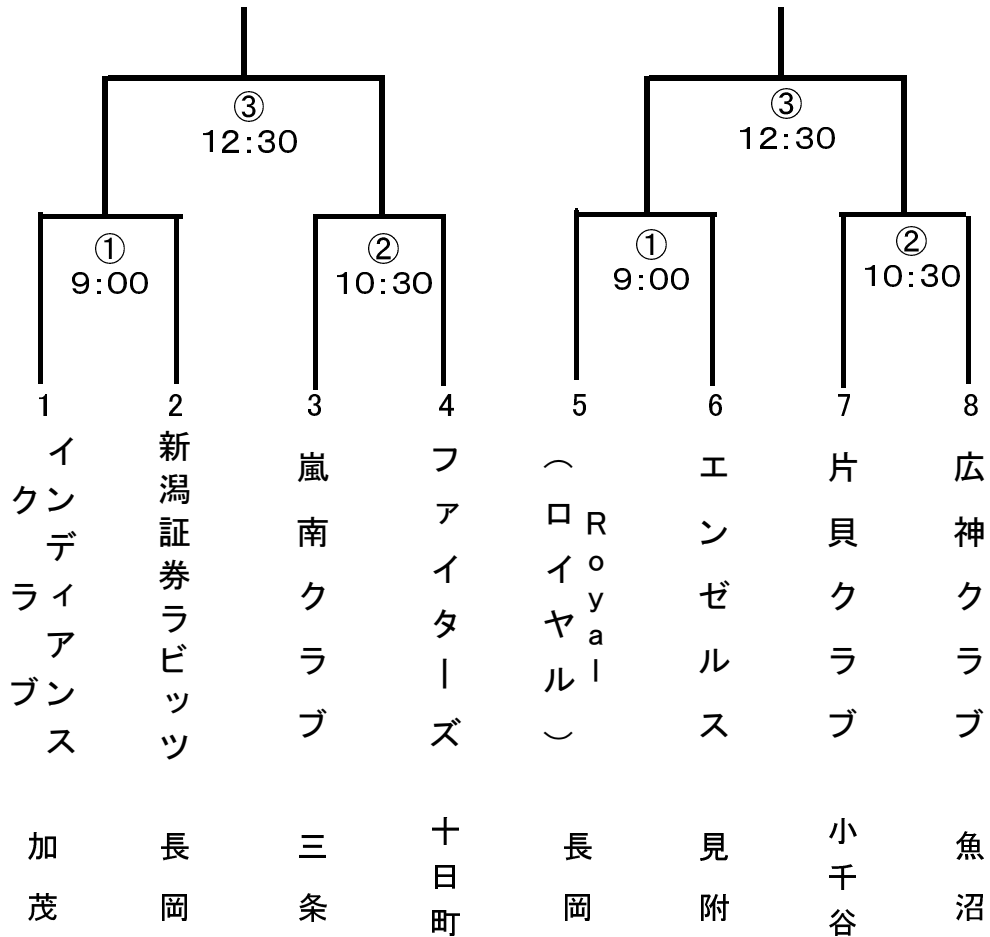 ③
12:30
③
12:30
①
9:00
②
10:30
①
9:00
②
10:30
1
2
3
4
5
6
7
8
インディアンス
クラブ
新潟証券ラビッツ
嵐南クラブ
ファイターズ
Royal
（ロイヤル）
エンゼルス
片貝クラブ
広神クラブ
加茂
長岡
三条
十日町
長岡
見附
小千谷
魚沼